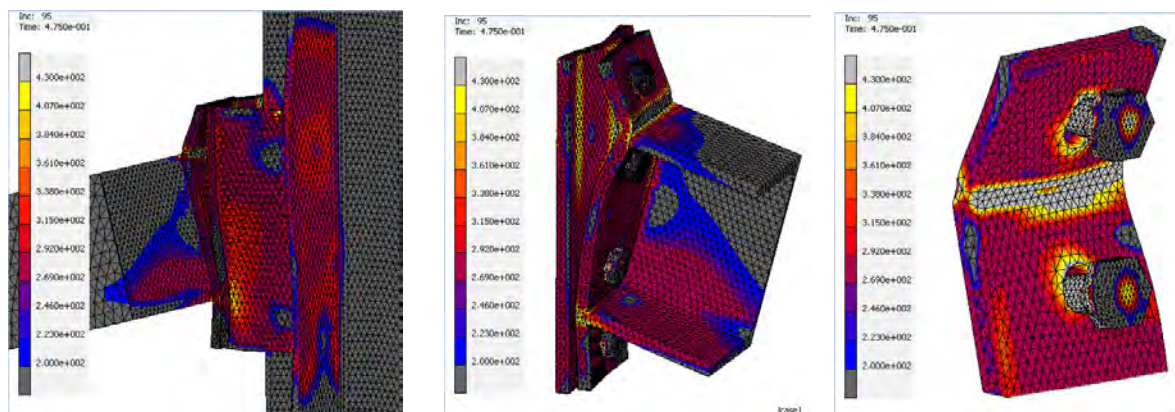 Inc: 95
Time: 4.750e-001
4.300e+002
4.070e+002
3.840e+002
3.610e+002
3.380e+002
3.150e+002
2.920e+002
2.690e+002
2.460e+002
2.230e+002
2.000e+002
Inc: 95
Time: 4.750e-001
4.300e+002
4.070e+002
3.840e+002
3.610e+002
3.380e+002
3.150e+002
2.920e+002
2.690e+002
2.460e+002
2.230e+002
2.000e+002
lcase1
Inc: 95
Time: 4.750e-001
4.300e+002
4.070e+002
3.840e+002
3.610e+002
3.380e+002
3.150e+002
2.920e+002
2.690e+002
2.460e+002
2.230e+002
2.000e+002